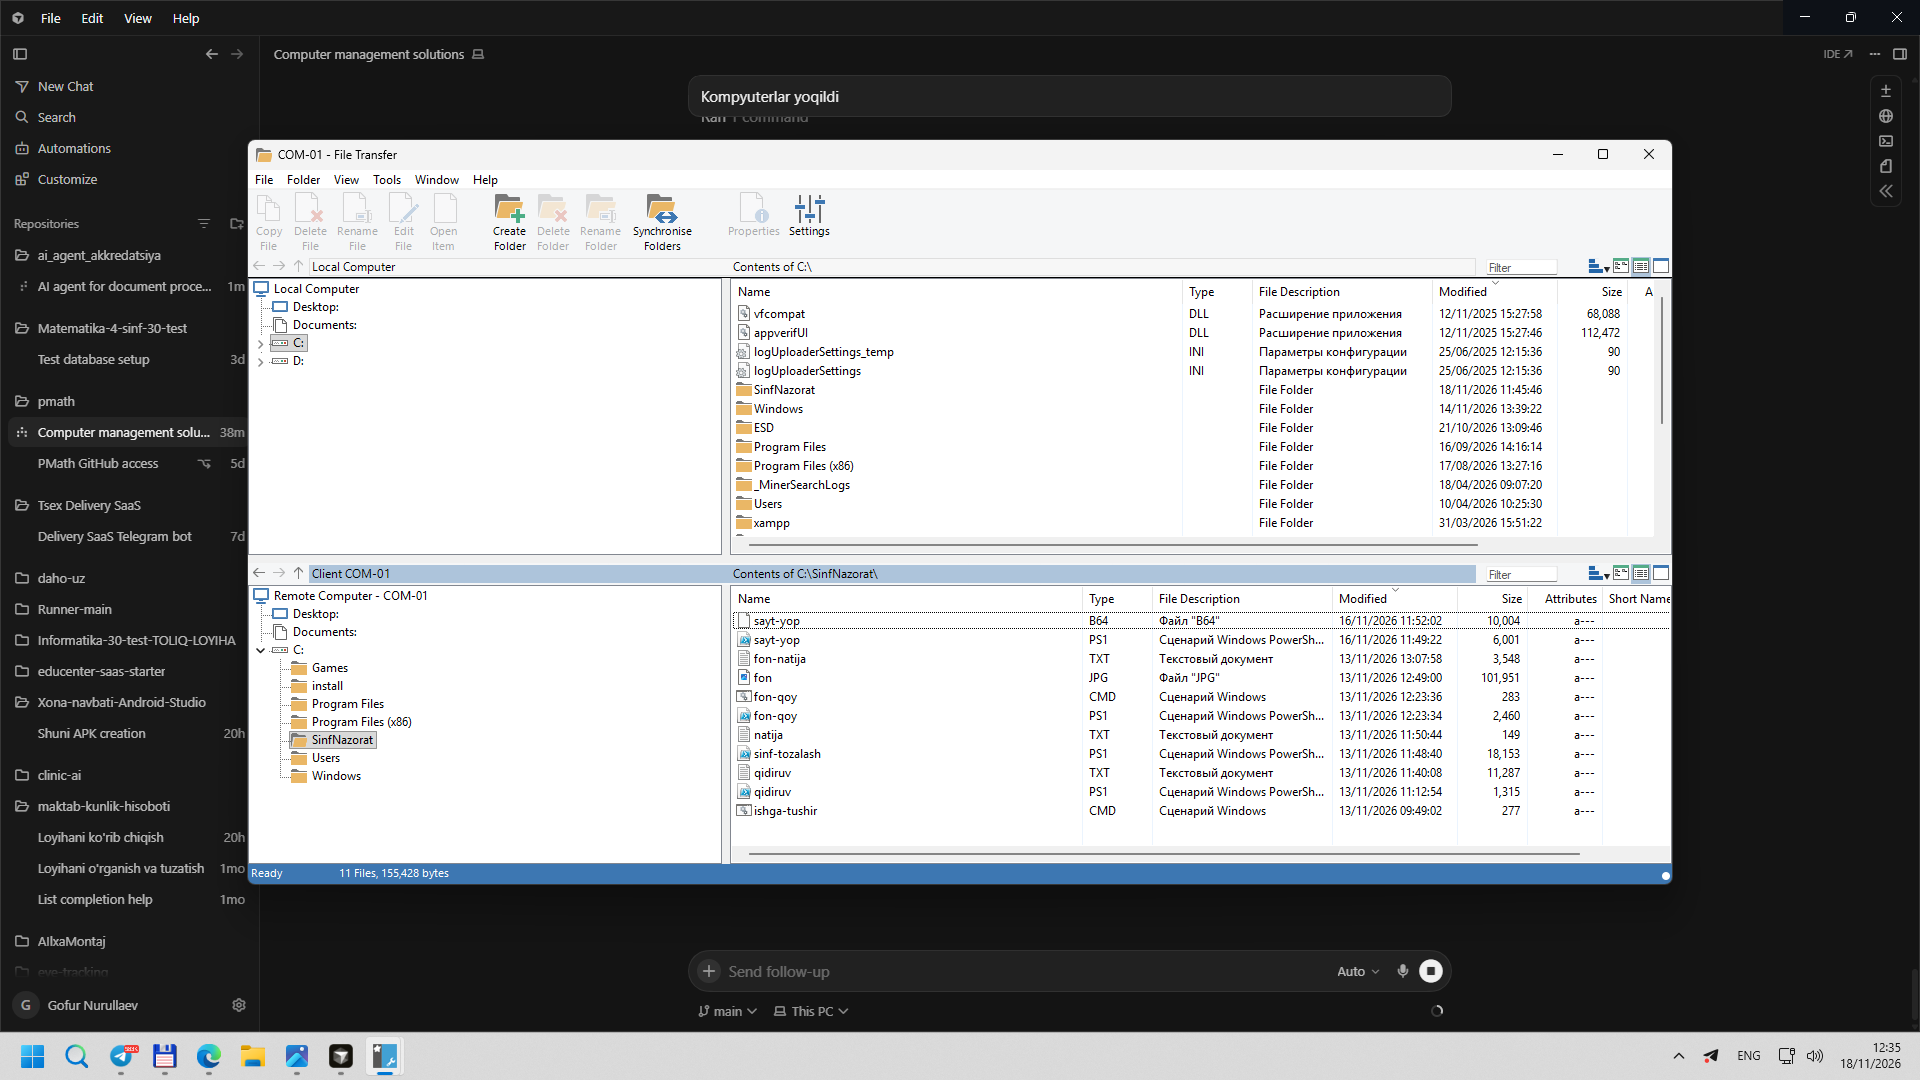 File Edit View Help
Computer management solutions
IDE
New Chat
Search
Automations
Customize
Repositories
ai_agent_akkredatsiya
AI agent for document proce... 1m
Matematika-4-sinf-30-test
Test database setup 3d
pmath
Computer management solu... 38m
PMath GitHub access 5d
Tsex Delivery SaaS
Delivery SaaS Telegram bot 7d
daho-uz
Runner-main
Informatika-30-test-TOLIQ-LOYIHA
educenter-saas-starter
Xona-navbati-Android-Studio
Shuni APK creation 20h
clinic-ai
maktab-kunlik-hisoboti
Loyihani ko'rib chiqish 20h
Loyihani o'rganish va tuzatish 1mo
List completion help 1mo
AllxaMontaj
eye-tracking
G Gofur Nurullaev
Kompyuterlar yoqildi
Ran 1 command
COM-01 - File Transfer
File Folder View Tools Window Help
Copy File
Delete File
Rename File
Edit File
Open Item
Create Folder
Delete Folder
Rename Folder
Synchronise Folders
Properties
Settings
Local Computer
Contents of C:\
Filter
Local Computer
Desktop:
Documents:
C:
D:
Name Type File Description Modified Size A
vfcompat DLL Расширение приложения 12/11/2025 15:27:58 68,088
appverifUI DLL Расширение приложения 12/11/2025 15:27:46 112,472
logUploaderSettings_temp INI Параметры конфигурации 25/06/2025 12:15:36 90
logUploaderSettings INI Параметры конфигурации 25/06/2025 12:15:36 90
SinfNazorat File Folder 18/11/2026 11:45:46
Windows File Folder 14/11/2026 13:39:22
ESD File Folder 21/10/2026 13:09:46
Program Files File Folder 16/09/2026 14:16:14
Program Files (x86) File Folder 17/08/2026 13:27:16
_MinerSearchLogs File Folder 18/04/2026 09:07:20
Users File Folder 10/04/2026 10:25:30
xampp File Folder 31/03/2026 15:51:22
Client COM-01
Contents of C:\SinfNazorat\
Filter
Remote Computer - COM-01
Desktop:
Documents:
C:
Games
install
Program Files
Program Files (x86)
SinfNazorat
Users
Windows
Name Type File Description Modified Size Attributes Short Name
sayt-yop B64 Файл "B64" 16/11/2026 11:52:02 10,004 a---
sayt-yop PS1 Сценарий Windows PowerSh... 16/11/2026 11:49:22 6,001 a---
fon-natija TXT Текстовый документ 13/11/2026 13:07:58 3,548 a---
fon JPG Файл "JPG" 13/11/2026 12:49:00 101,951 a---
fon-qoy CMD Сценарий Windows 13/11/2026 12:23:36 283 a---
fon-qoy PS1 Сценарий Windows PowerSh... 13/11/2026 12:23:34 2,460 a---
natija TXT Текстовый документ 13/11/2026 11:50:44 149 a---
sinf-tozalash PS1 Сценарий Windows PowerSh... 13/11/2026 11:48:40 18,153 a---
qidiruv TXT Текстовый документ 13/11/2026 11:40:08 11,287 a---
qidiruv PS1 Сценарий Windows PowerSh... 13/11/2026 11:12:54 1,315 a---
ishga-tushir CMD Сценарий Windows 13/11/2026 09:49:02 277 a---
Ready 11 Files, 155,428 bytes
Send follow-up
Auto
main This PC
ENG
12:35
18/11/2026